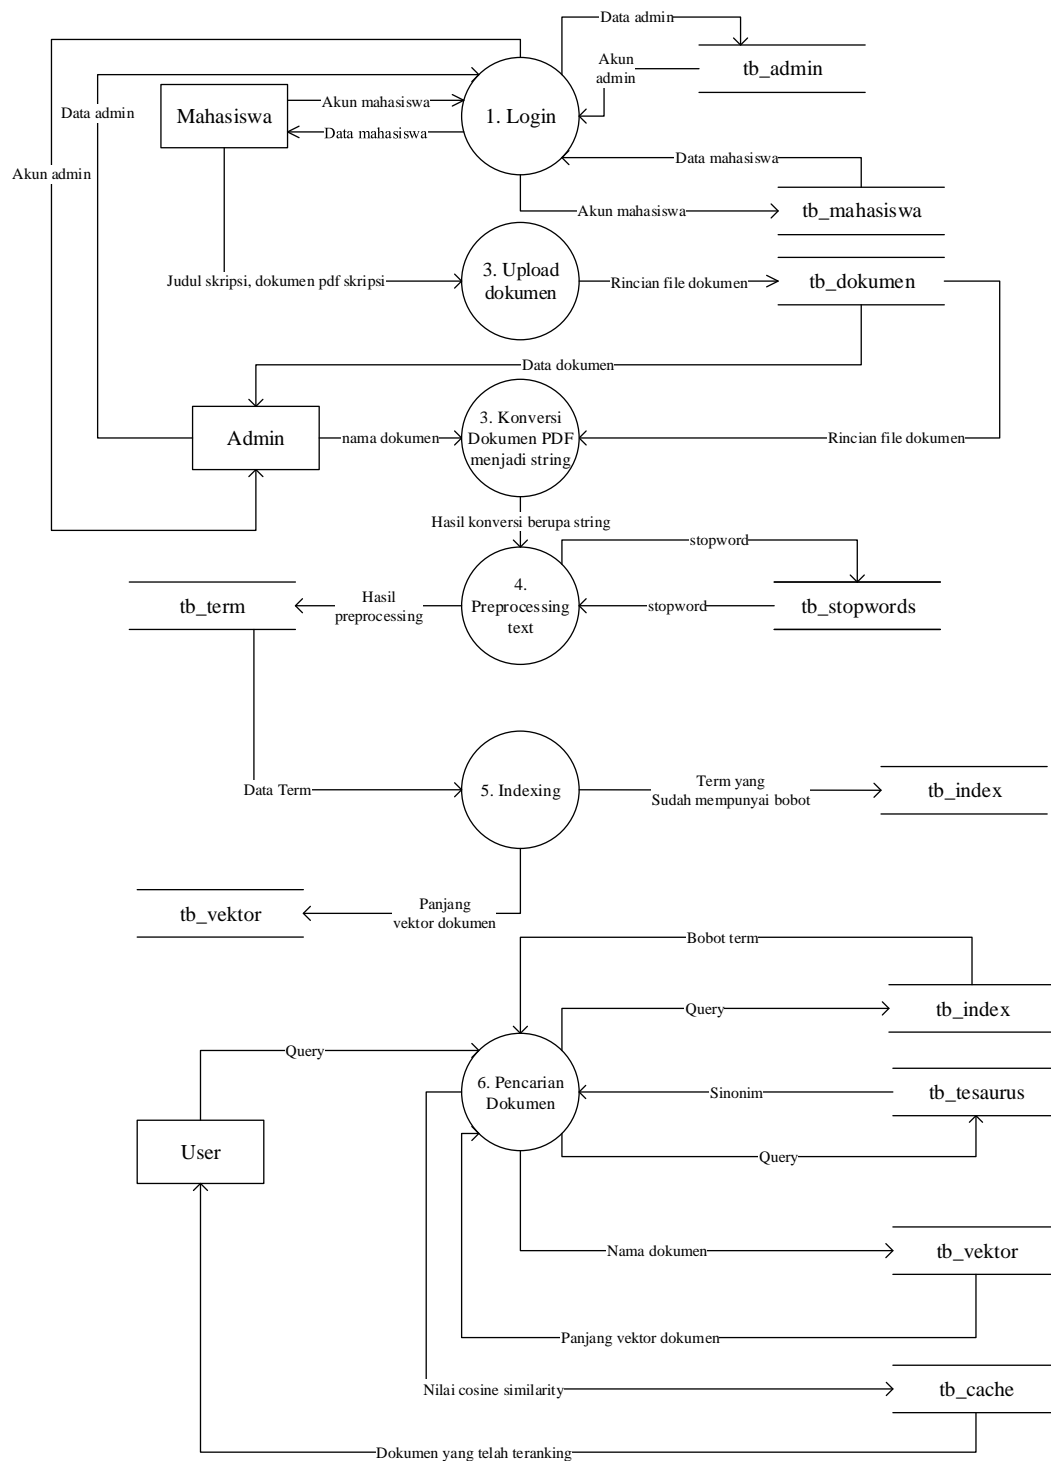 Data admin
Akun
admin
tb_admin
Data admin
Mahasiswa
Akun mahasiswa
Data mahasiswa
1. Login
Akun admin
Data mahasiswa
Akun mahasiswa
tb_mahasiswa
Judul skripsi, dokumen pdf skripsi
3. Upload
dokumen
Rincian file dokumen
tb_dokumen
Data dokumen
Admin
nama dokumen
3. Konversi
Dokumen PDF
menjadi string
Rincian file dokumen
Hasil konversi berupa string
stopword
tb_term
Hasil
preprocessing
4.
Preprocessing
text
stopword
tb_stopwords
Data Term
5. Indexing
Term yang
Sudah mempunyai bobot
tb_index
tb_vektor
Panjang
vektor dokumen
Bobot term
Query
tb_index
Query
6. Pencarian
Dokumen
Sinonim
tb_tesaurus
User
Query
Nama dokumen
tb_vektor
Panjang vektor dokumen
Nilai cosine similarity
tb_cache
Dokumen yang telah teranking